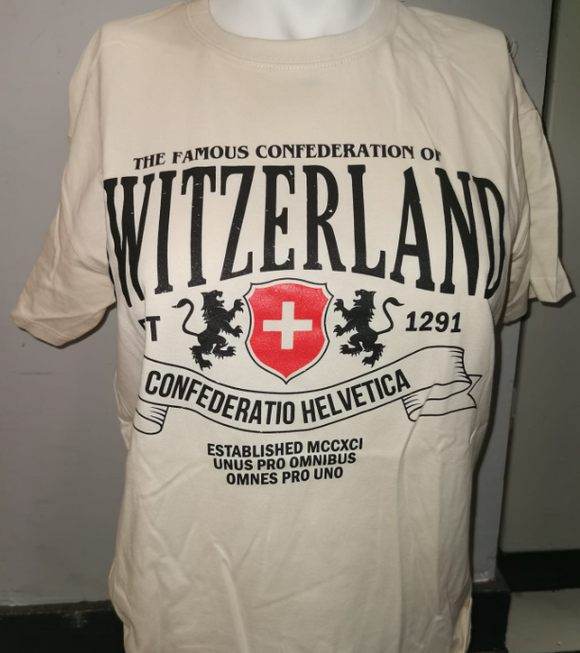 THE FAMOUS CONFEDERATION OF
WITZERLAND
T 1291
CONFEDERATIO HELVETICA
ESTABLISHED MCCXCI
UNUS PRO OMNIBUS
OMNES PRO UNO